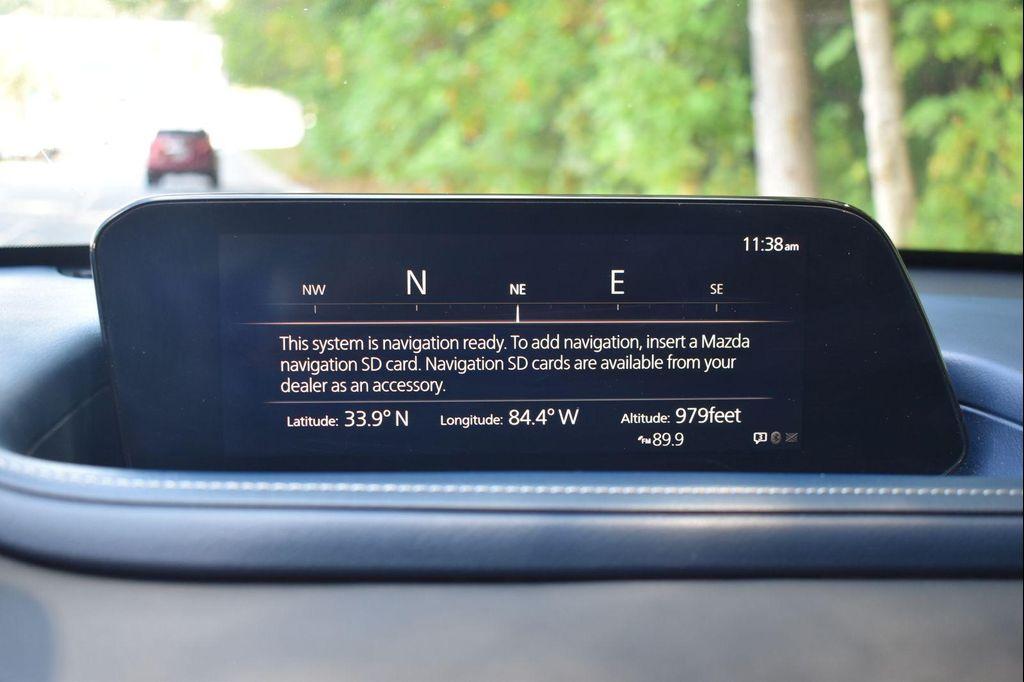 11:38am
NW N NE E SE
This system is navigation ready. To add navigation, insert a Mazda
navigation SD card. Navigation SD cards are available from your
dealer as an accessory.
Latitude: 33.9° N Longitude: 84.4° W Altitude: 979feet
FM 89.9